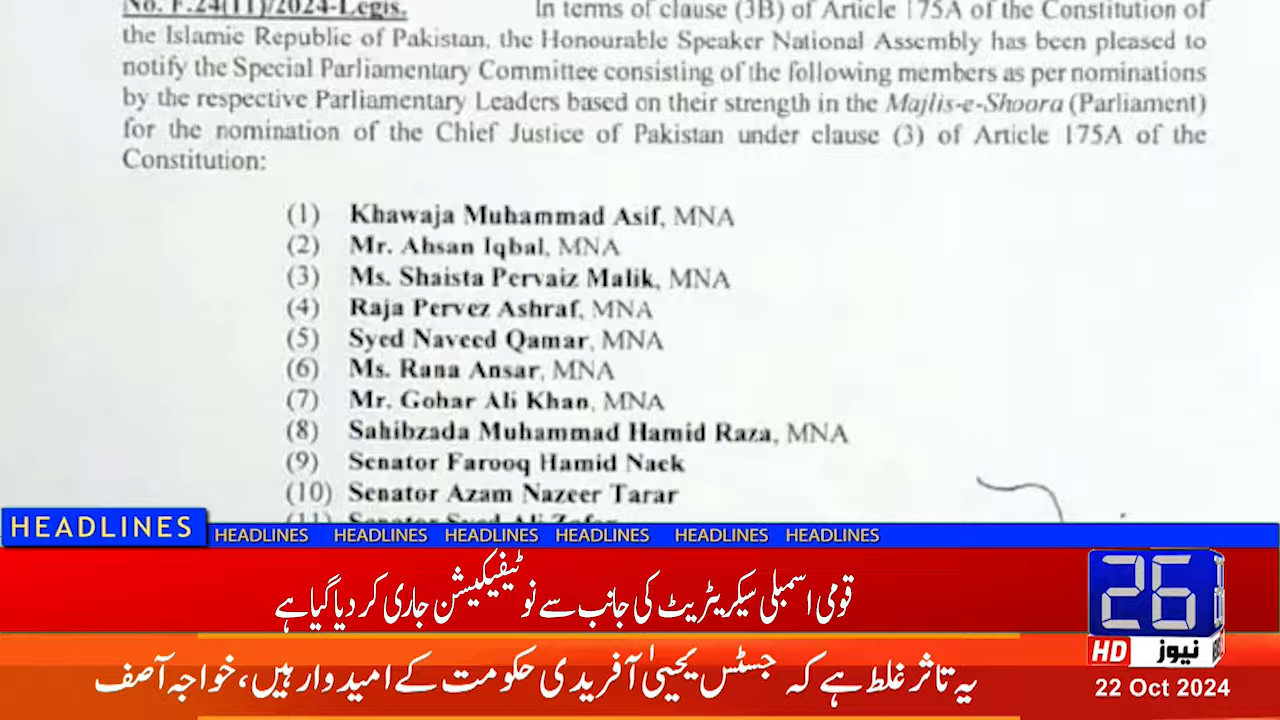 No. F.24(11)/2024-Legis. In terms of clause (3B) of Article 175A of the Constitution of
the Islamic Republic of Pakistan, the Honourable Speaker National Assembly has been pleased to
notify the Special Parliamentary Committee consisting of the following members as per nominations
by the respective Parliamentary Leaders based on their strength in the Majlis-e-Shoora (Parliament)
for the nomination of the Chief Justice of Pakistan under clause (3) of Article 175A of the
Constitution:
(1) Khawaja Muhammad Asif, MNA
(2) Mr. Ahsan Iqbal, MNA
(3) Ms. Shaista Pervaiz Malik, MNA
(4) Raja Pervez Ashraf, MNA
(5) Syed Naveed Qamar, MNA
(6) Ms. Rana Ansar, MNA
(7) Mr. Gohar Ali Khan, MNA
(8) Sahibzada Muhammad Hamid Raza, MNA
(9) Senator Farooq Hamid Naek
(10) Senator Azam Nazeer Tarar
(11) Senator Syed Ali Zafar
HEADLINES
HEADLINES HEADLINES HEADLINES HEADLINES HEADLINES HEADLINES
قومی اسمبلی سیکریٹریٹ کی جانب سے نوٹیفیکیشن جاری کر دیا گیا ہے
26
HD نیوز
یہ تاثر غلط ہے کہ جسٹس یحییٰ آفریدی حکومت کے امیدوار ہیں، خواجہ آصف
22 Oct 2024